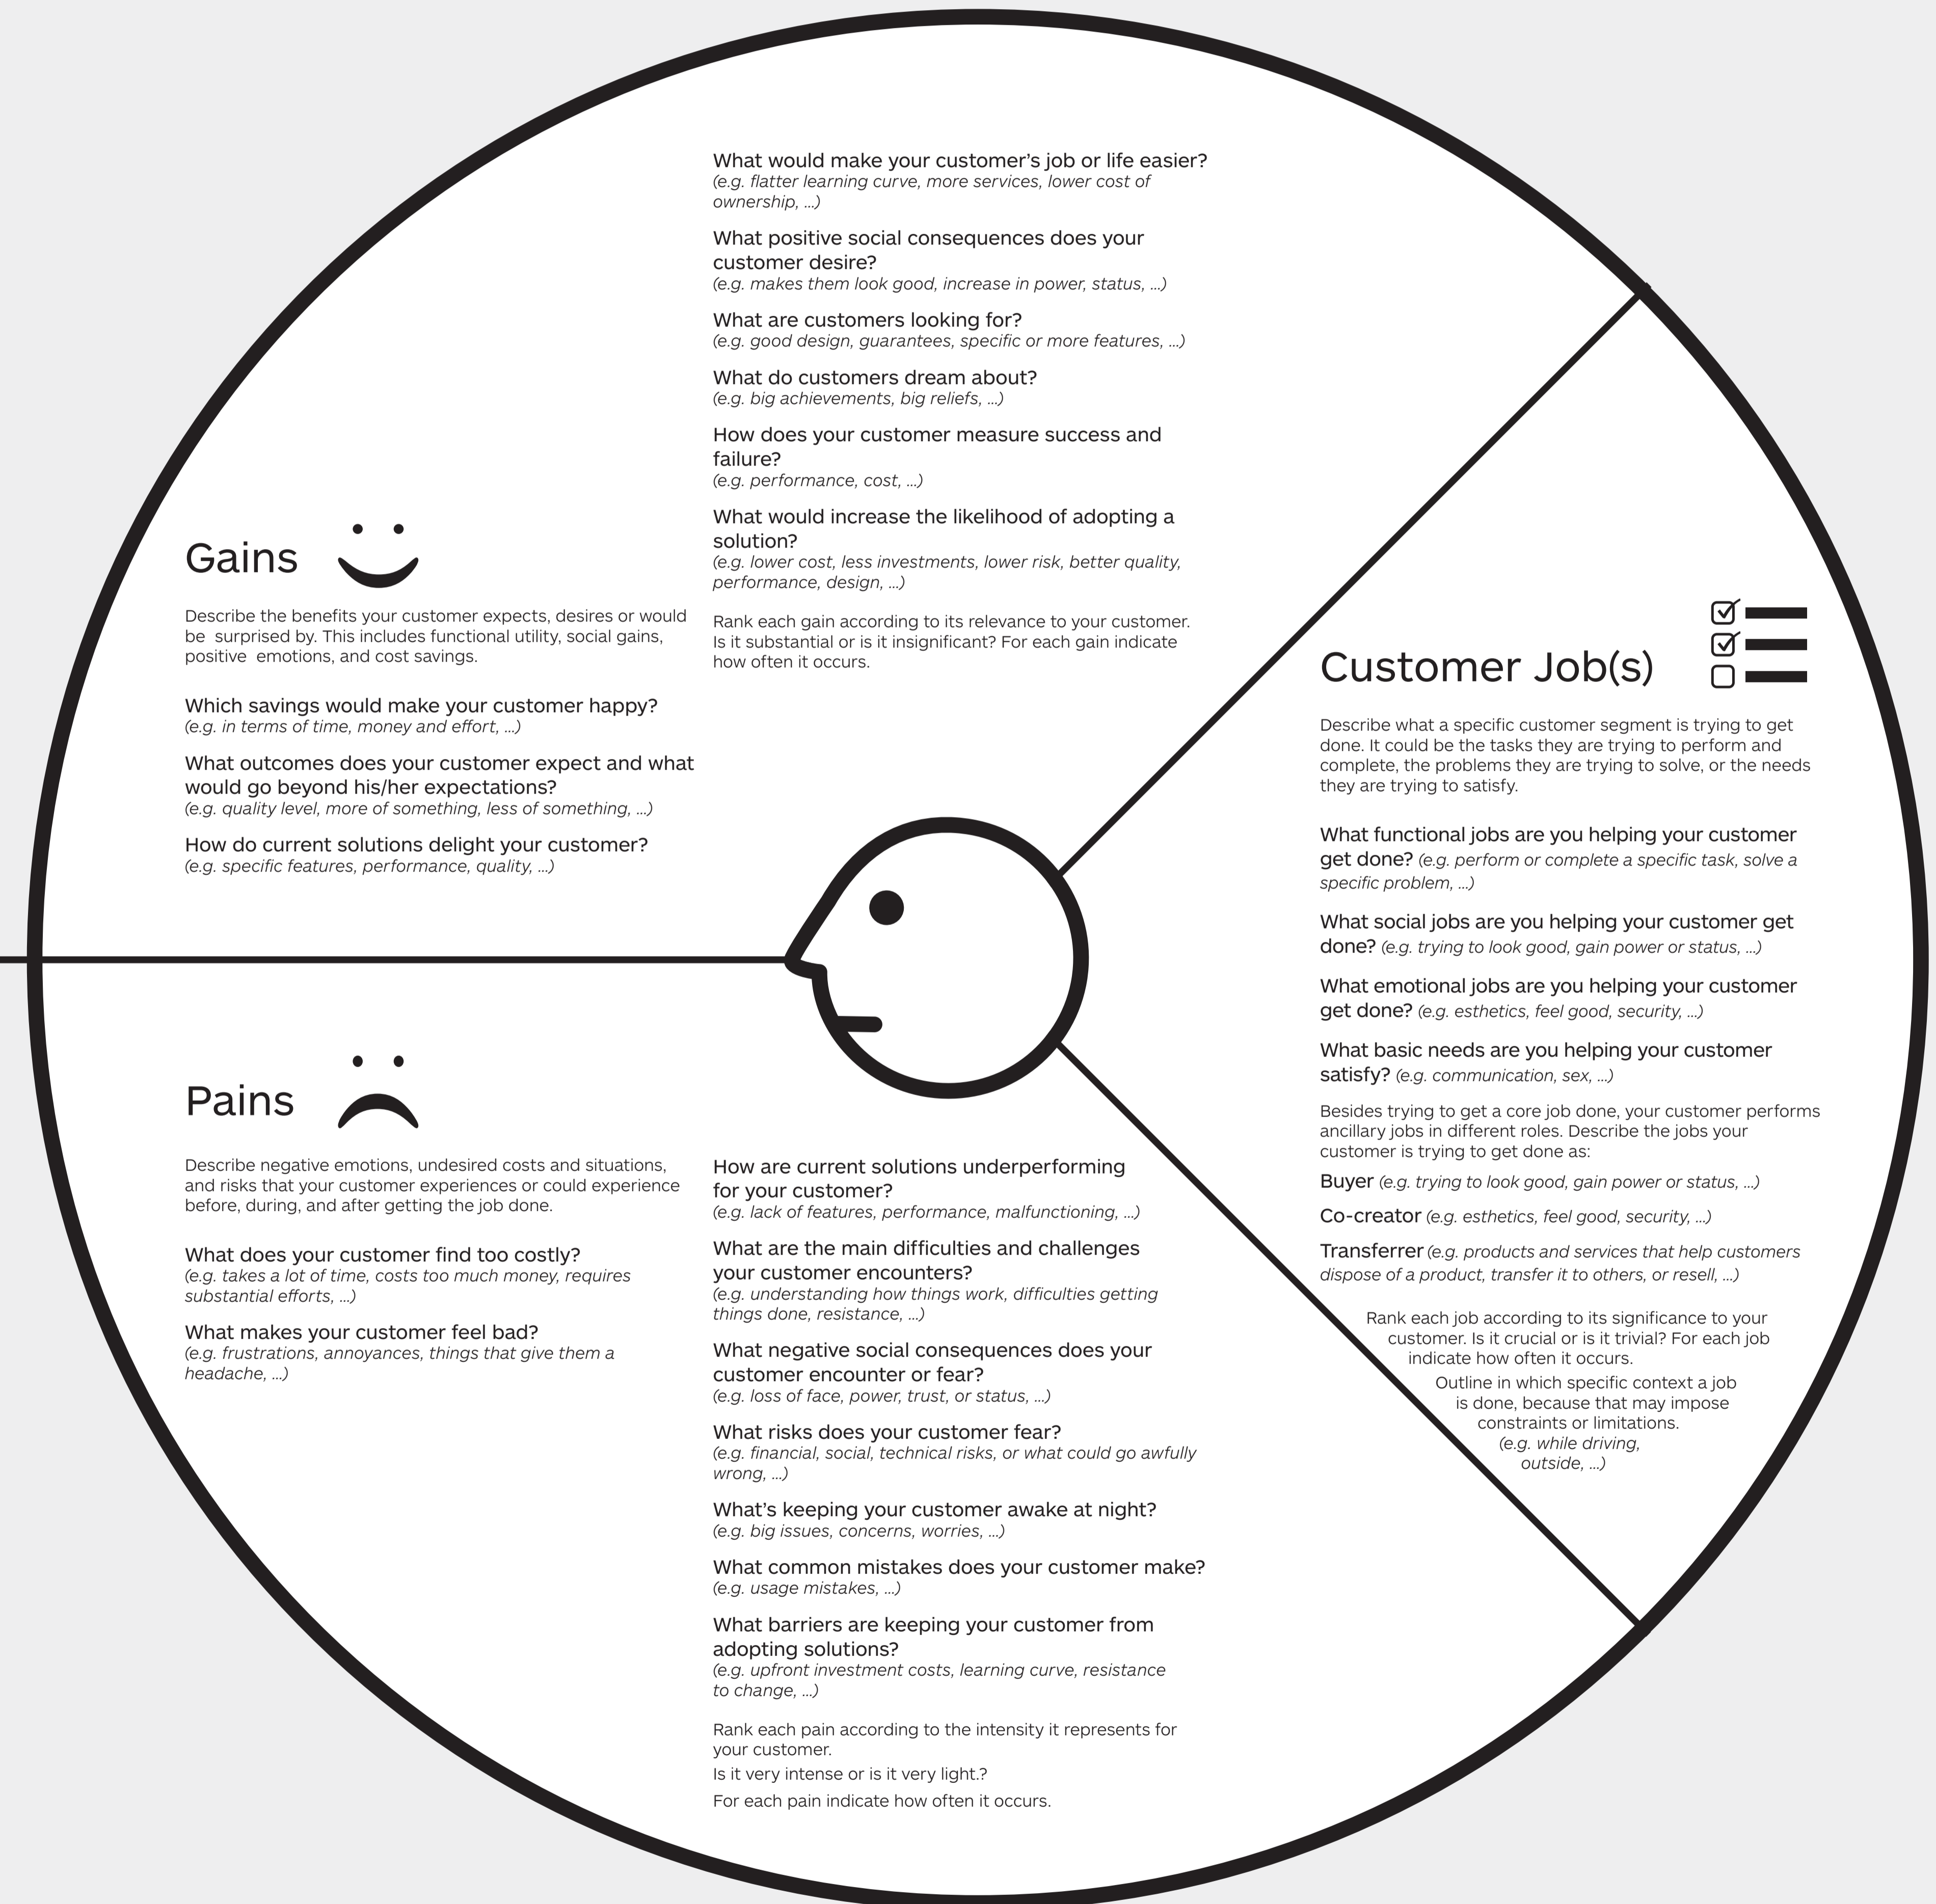 Gains
Describe the benefits your customer expects, desires or would
be  surprised by. This includes functional utility, social gains,
positive  emotions, and cost savings.
Which savings would make your customer happy?
(e.g. in terms of time, money and effort, ...)
What outcomes does your customer expect and what
would go beyond his/her expectations?
(e.g. quality level, more of something, less of something, ...)
How do current solutions delight your customer?
(e.g. specific features, performance, quality, ...)
What would make your customer’s job or life easier?
(e.g. flatter learning curve, more services, lower cost of
ownership, ...)
What positive social consequences does your
customer desire?
(e.g. makes them look good, increase in power, status, ...)
What are customers looking for?
(e.g. good design, guarantees, specific or more features, ...)
What do customers dream about?
(e.g. big achievements, big reliefs, ...)
How does your customer measure success and
failure?
(e.g. performance, cost, ...)
What would increase the likelihood of adopting a
solution?
(e.g. lower cost, less investments, lower risk, better quality,
performance, design, ...)
Rank each gain according to its relevance to your customer.
Is it substantial or is it insignificant? For each gain indicate
how often it occurs.
Customer Job(s)
Describe what a specific customer segment is trying to get
done. It could be the tasks they are trying to perform and
complete, the problems they are trying to solve, or the needs
they are trying to satisfy.
What functional jobs are you helping your customer
get done? (e.g. perform or complete a specific task, solve a
specific problem, ...)
What social jobs are you helping your customer get
done? (e.g. trying to look good, gain power or status, ...)
What emotional jobs are you helping your customer
get done? (e.g. esthetics, feel good, security, ...)
What basic needs are you helping your customer
satisfy? (e.g. communication, sex, ...)
Besides trying to get a core job done, your customer performs
ancillary jobs in different roles. Describe the jobs your
customer is trying to get done as:
Buyer (e.g. trying to look good, gain power or status, ...)
Co-creator (e.g. esthetics, feel good, security, ...)
Transferrer (e.g. products and services that help customers
dispose of a product, transfer it to others, or resell, ...)
Rank each job according to its significance to your
customer. Is it crucial or is it trivial? For each job
indicate how often it occurs.
Outline in which specific context a job
is done, because that may impose
constraints or limitations.
(e.g. while driving,
outside, ...)
Pains
Describe negative emotions, undesired costs and situations,
and risks that your customer experiences or could experience
before, during, and after getting the job done.
What does your customer find too costly?
(e.g. takes a lot of time, costs too much money, requires
substantial efforts, ...)
What makes your customer feel bad?
(e.g. frustrations, annoyances, things that give them a
headache, ...)
How are current solutions underperforming
for your customer?
(e.g. lack of features, performance, malfunctioning, ...)
What are the main difficulties and challenges
your customer encounters?
(e.g. understanding how things work, difficulties getting
things done, resistance, ...)
What negative social consequences does your
customer encounter or fear?
(e.g. loss of face, power, trust, or status, ...)
What risks does your customer fear?
(e.g. financial, social, technical risks, or what could go awfully
wrong, ...)
What’s keeping your customer awake at night?
(e.g. big issues, concerns, worries, ...)
What common mistakes does your customer make?
(e.g. usage mistakes, ...)
What barriers are keeping your customer from
adopting solutions?
(e.g. upfront investment costs, learning curve, resistance
to change, ...)
Rank each pain according to the intensity it represents for
your customer.
Is it very intense or is it very light.?
For each pain indicate how often it occurs.